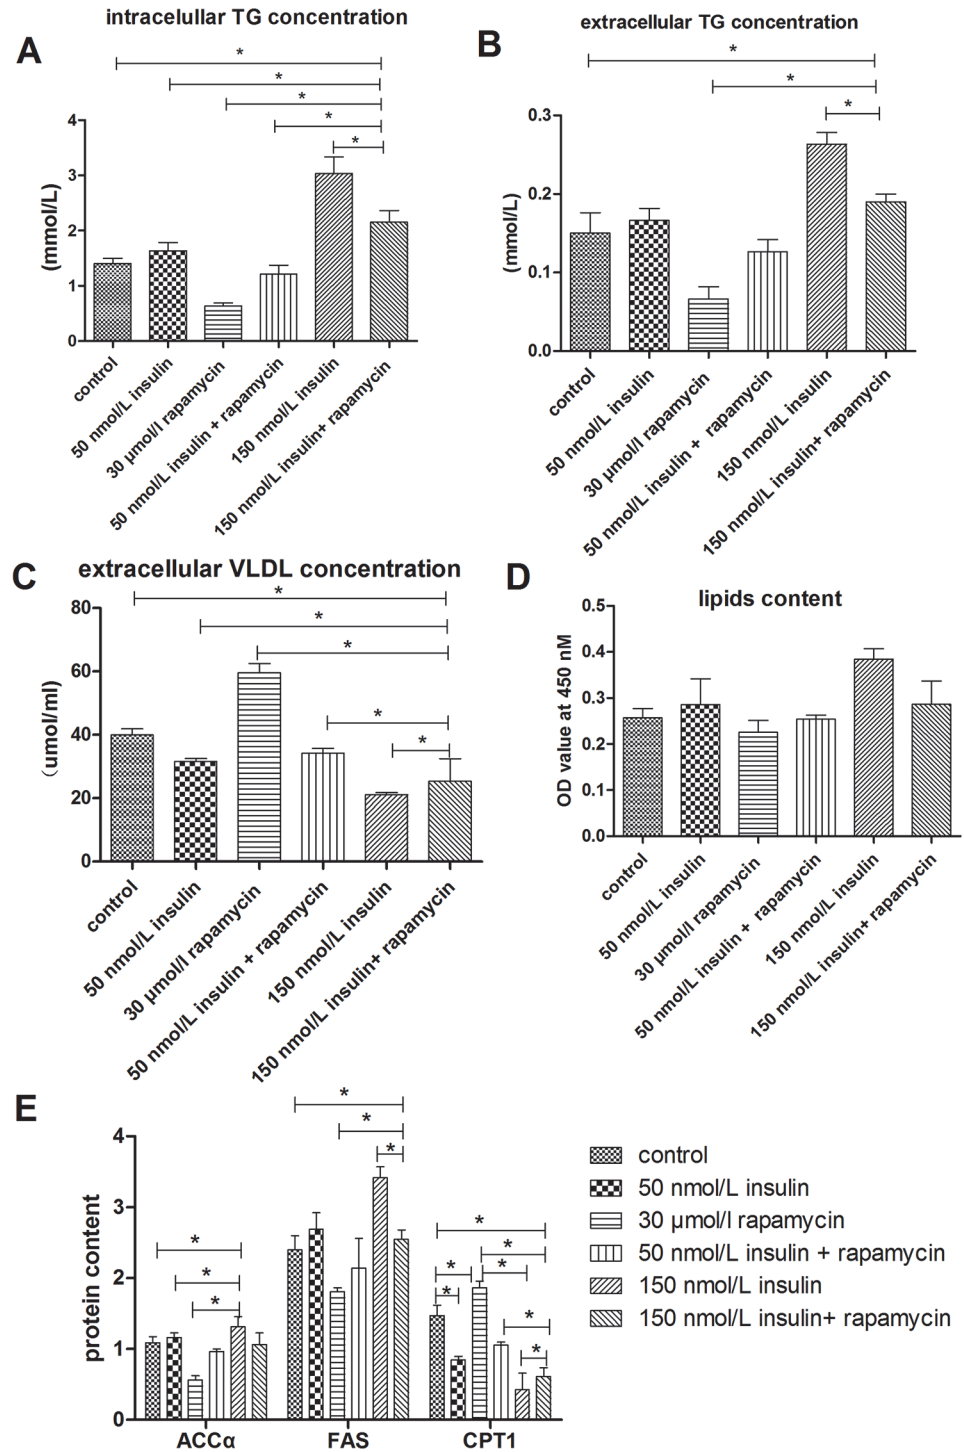 intracelullar TG concentration
A
*
*
*
*
*
(mmol/L)
4
3
2
1
0
control
50 nmol/L insulin
30 µmol/l rapamycin
50 nmol/L insulin + rapamycin
150 nmol/L insulin
150 nmol/L insulin+ rapamycin
extracellular TG concentration
B
*
*
*
(mmol/L)
0.3
0.2
0.1
0.0
control
50 nmol/L insulin
30 µmol/l rapamycin
50 nmol/L insulin + rapamycin
150 nmol/L insulin
150 nmol/L insulin+ rapamycin
C
extracellular VLDL concentration
*
*
*
*
*
（umol/ml)
80
60
40
20
0
control
50 nmol/L insulin
30 µmol/l rapamycin
50 nmol/L insulin + rapamycin
150 nmol/L insulin
150 nmol/L insulin+ rapamycin
D
lipids content
OD value at 450 nM
0.5
0.4
0.3
0.2
0.1
0.0
control
50 nmol/L insulin
30 µmol/l rapamycin
50 nmol/L insulin + rapamycin
150 nmol/L insulin
150 nmol/L insulin+ rapamycin
E
protein content
4
3
2
1
0
*
*
*
*
*
*
*
*
*
*
*
*
*
ACCα
FAS
CPT1
control
50 nmol/L insulin
30 µmol/l rapamycin
50 nmol/L insulin + rapamycin
150 nmol/L insulin
150 nmol/L insulin+ rapamycin